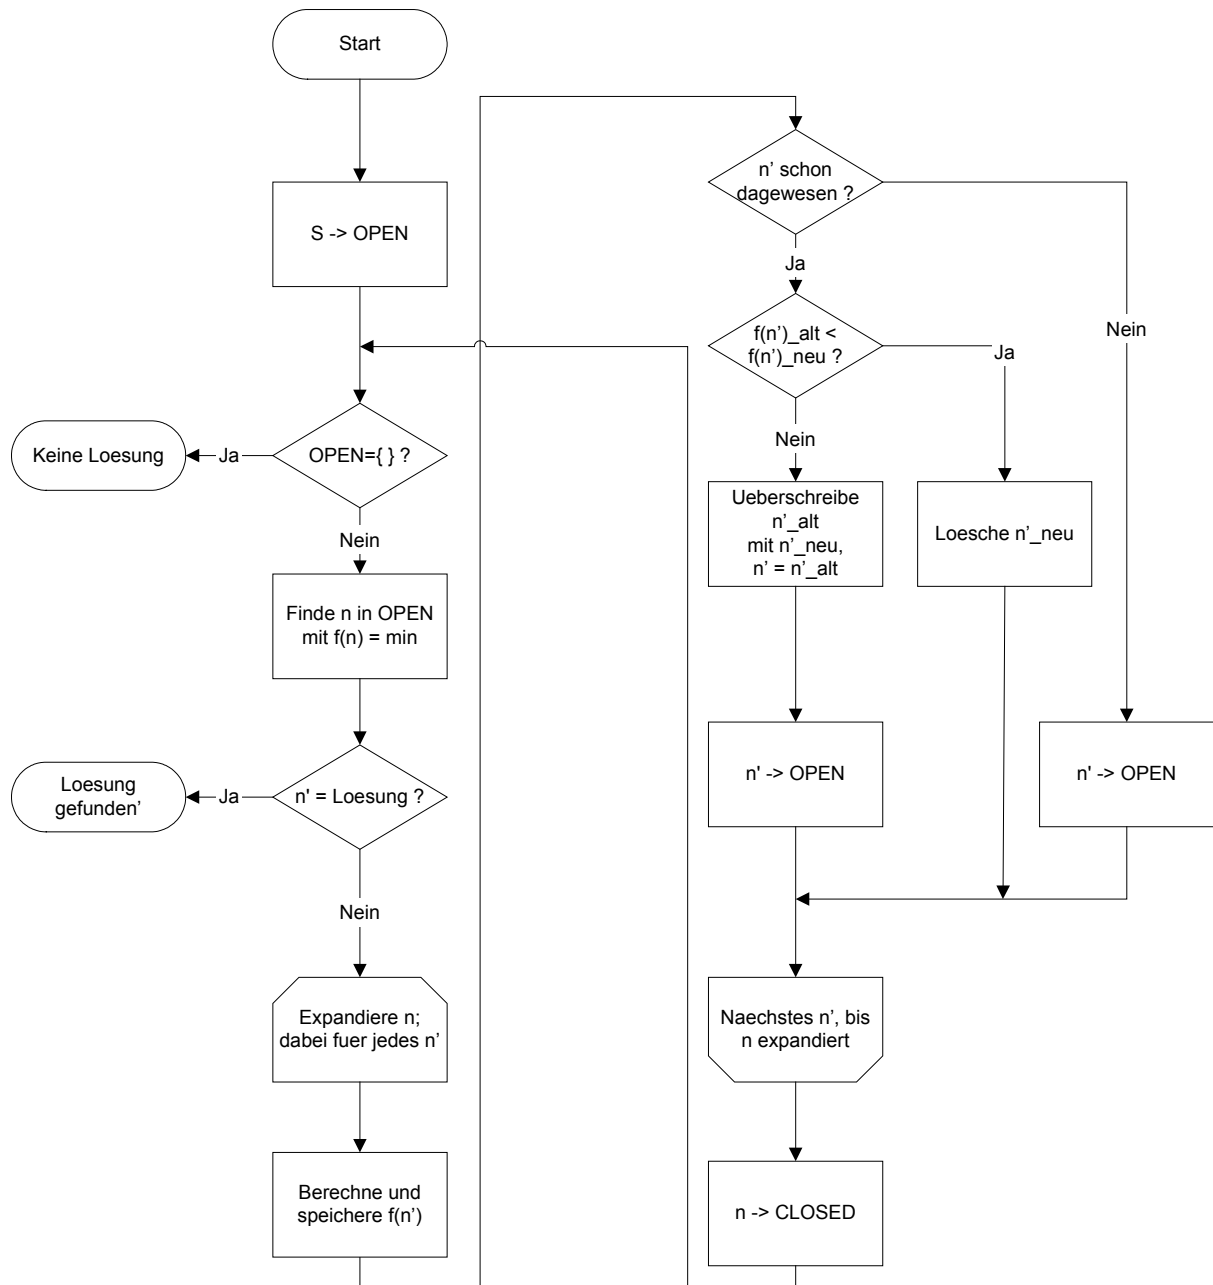 Start
S -> OPEN
OPEN={ } ?
Ja
Keine Loesung
Nein
Finde n in OPEN
mit f(n) = min
n' = Loesung ?
Ja
Loesung
gefunden’
Nein
Expandiere n;
dabei fuer jedes n’
Berechne und
speichere f(n’)
n’ schon
dagewesen ?
Ja
Nein
f(n’)_alt <
f(n’)_neu ?
Ja
Nein
Ueberschreibe
n’_alt
mit n’_neu,
n’ = n’_alt
Loesche n’_neu
n' -> OPEN
n' -> OPEN
Naechstes n’, bis
n expandiert
n -> CLOSED